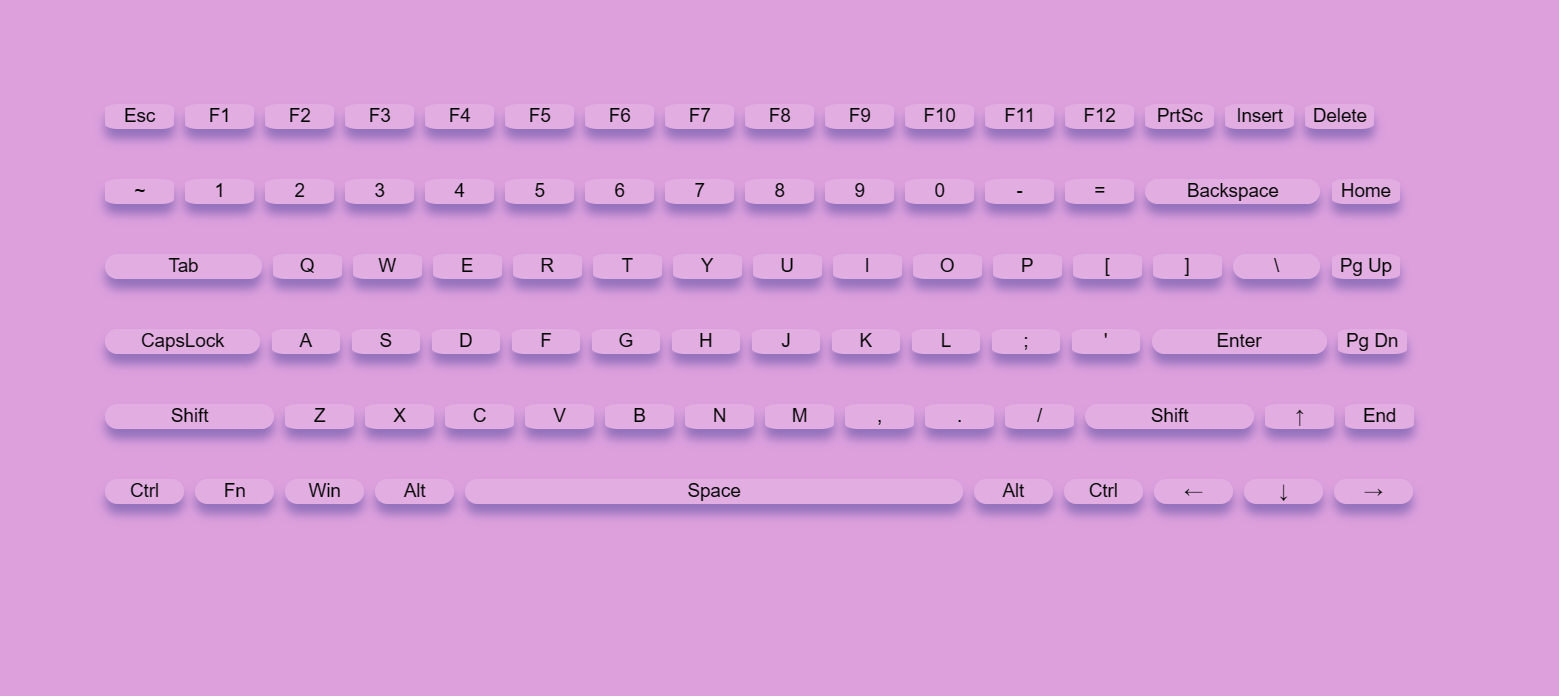 Esc F1 F2 F3 F4 F5 F6 F7 F8 F9 F10 F11 F12 PrtSc Insert Delete
~ 1 2 3 4 5 6 7 8 9 0 - = Backspace Home
Tab Q W E R T Y U I O P [ ] \ Pg Up
CapsLock A S D F G H J K L ; ' Enter Pg Dn
Shift Z X C V B N M , . / Shift ↑ End
Ctrl Fn Win Alt Space Alt Ctrl ← ↓ →